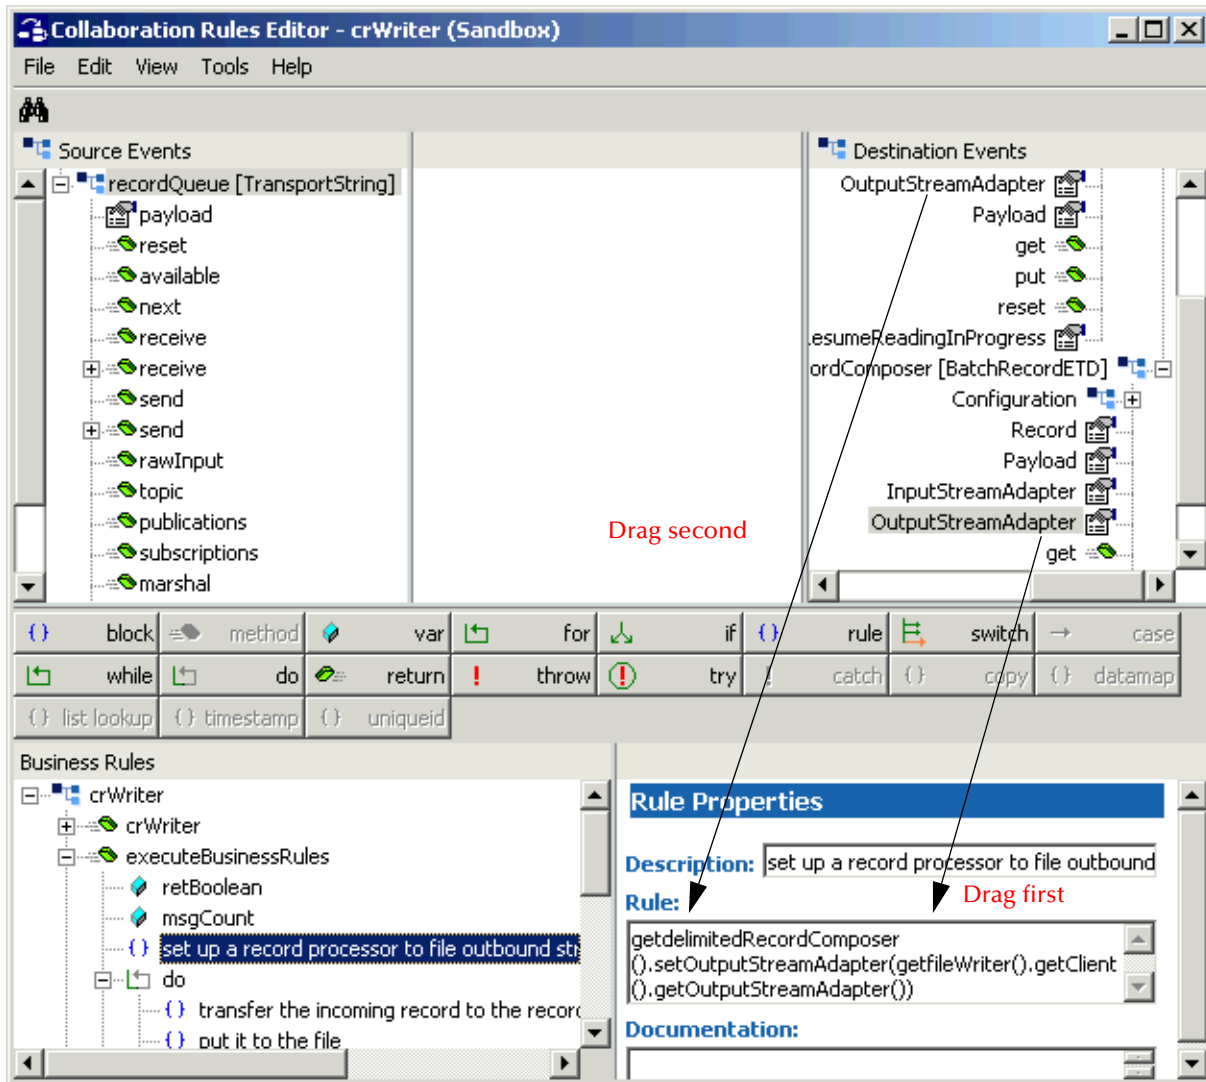 Collaboration Rules Editor - crWriter (Sandbox)
File Edit View Tools Help
Source Events
recordQueue [TransportString]
payload
reset
available
next
receive
receive
send
send
rawInput
topic
publications
subscriptions
marshal
Destination Events
OutputStreamAdapter
Payload
get
put
reset
esumeReadingInProgress
ordComposer [BatchRecordETD]
Configuration
Record
Payload
InputStreamAdapter
OutputStreamAdapter
get
Drag second
block method var for if rule switch case
while do return throw try catch copy datamap
list lookup timestamp uniqueid
Business Rules
crWriter
crWriter
executeBusinessRules
retBoolean
msgCount
set up a record processor to file outbound str
do
transfer the incoming record to the record
put it to the file
Rule Properties
Description: set up a record processor to file outbound
Drag first
Rule:
getdelimitedRecordComposer
().setOutputStreamAdapter(getfileWriter().getClient
().getOutputStreamAdapter())
Documentation: